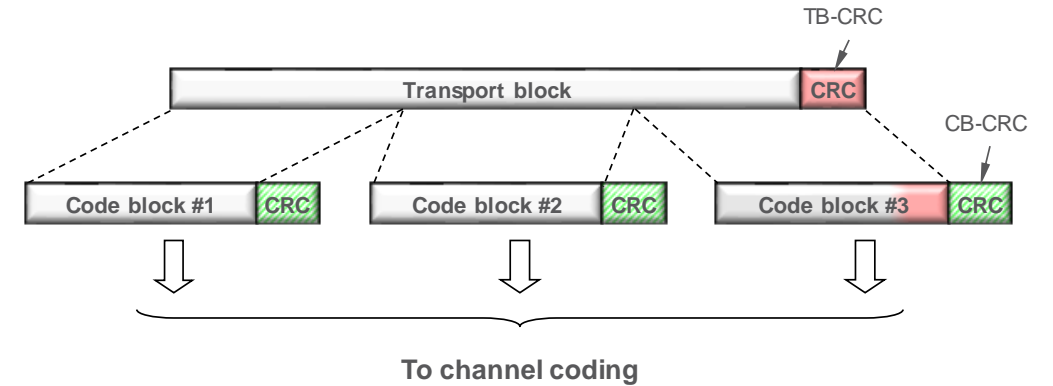 TB-CRC
Transport block CRC
CB-CRC
Code block #1 CRC Code block #2 CRC Code block #3 CRC
To channel coding